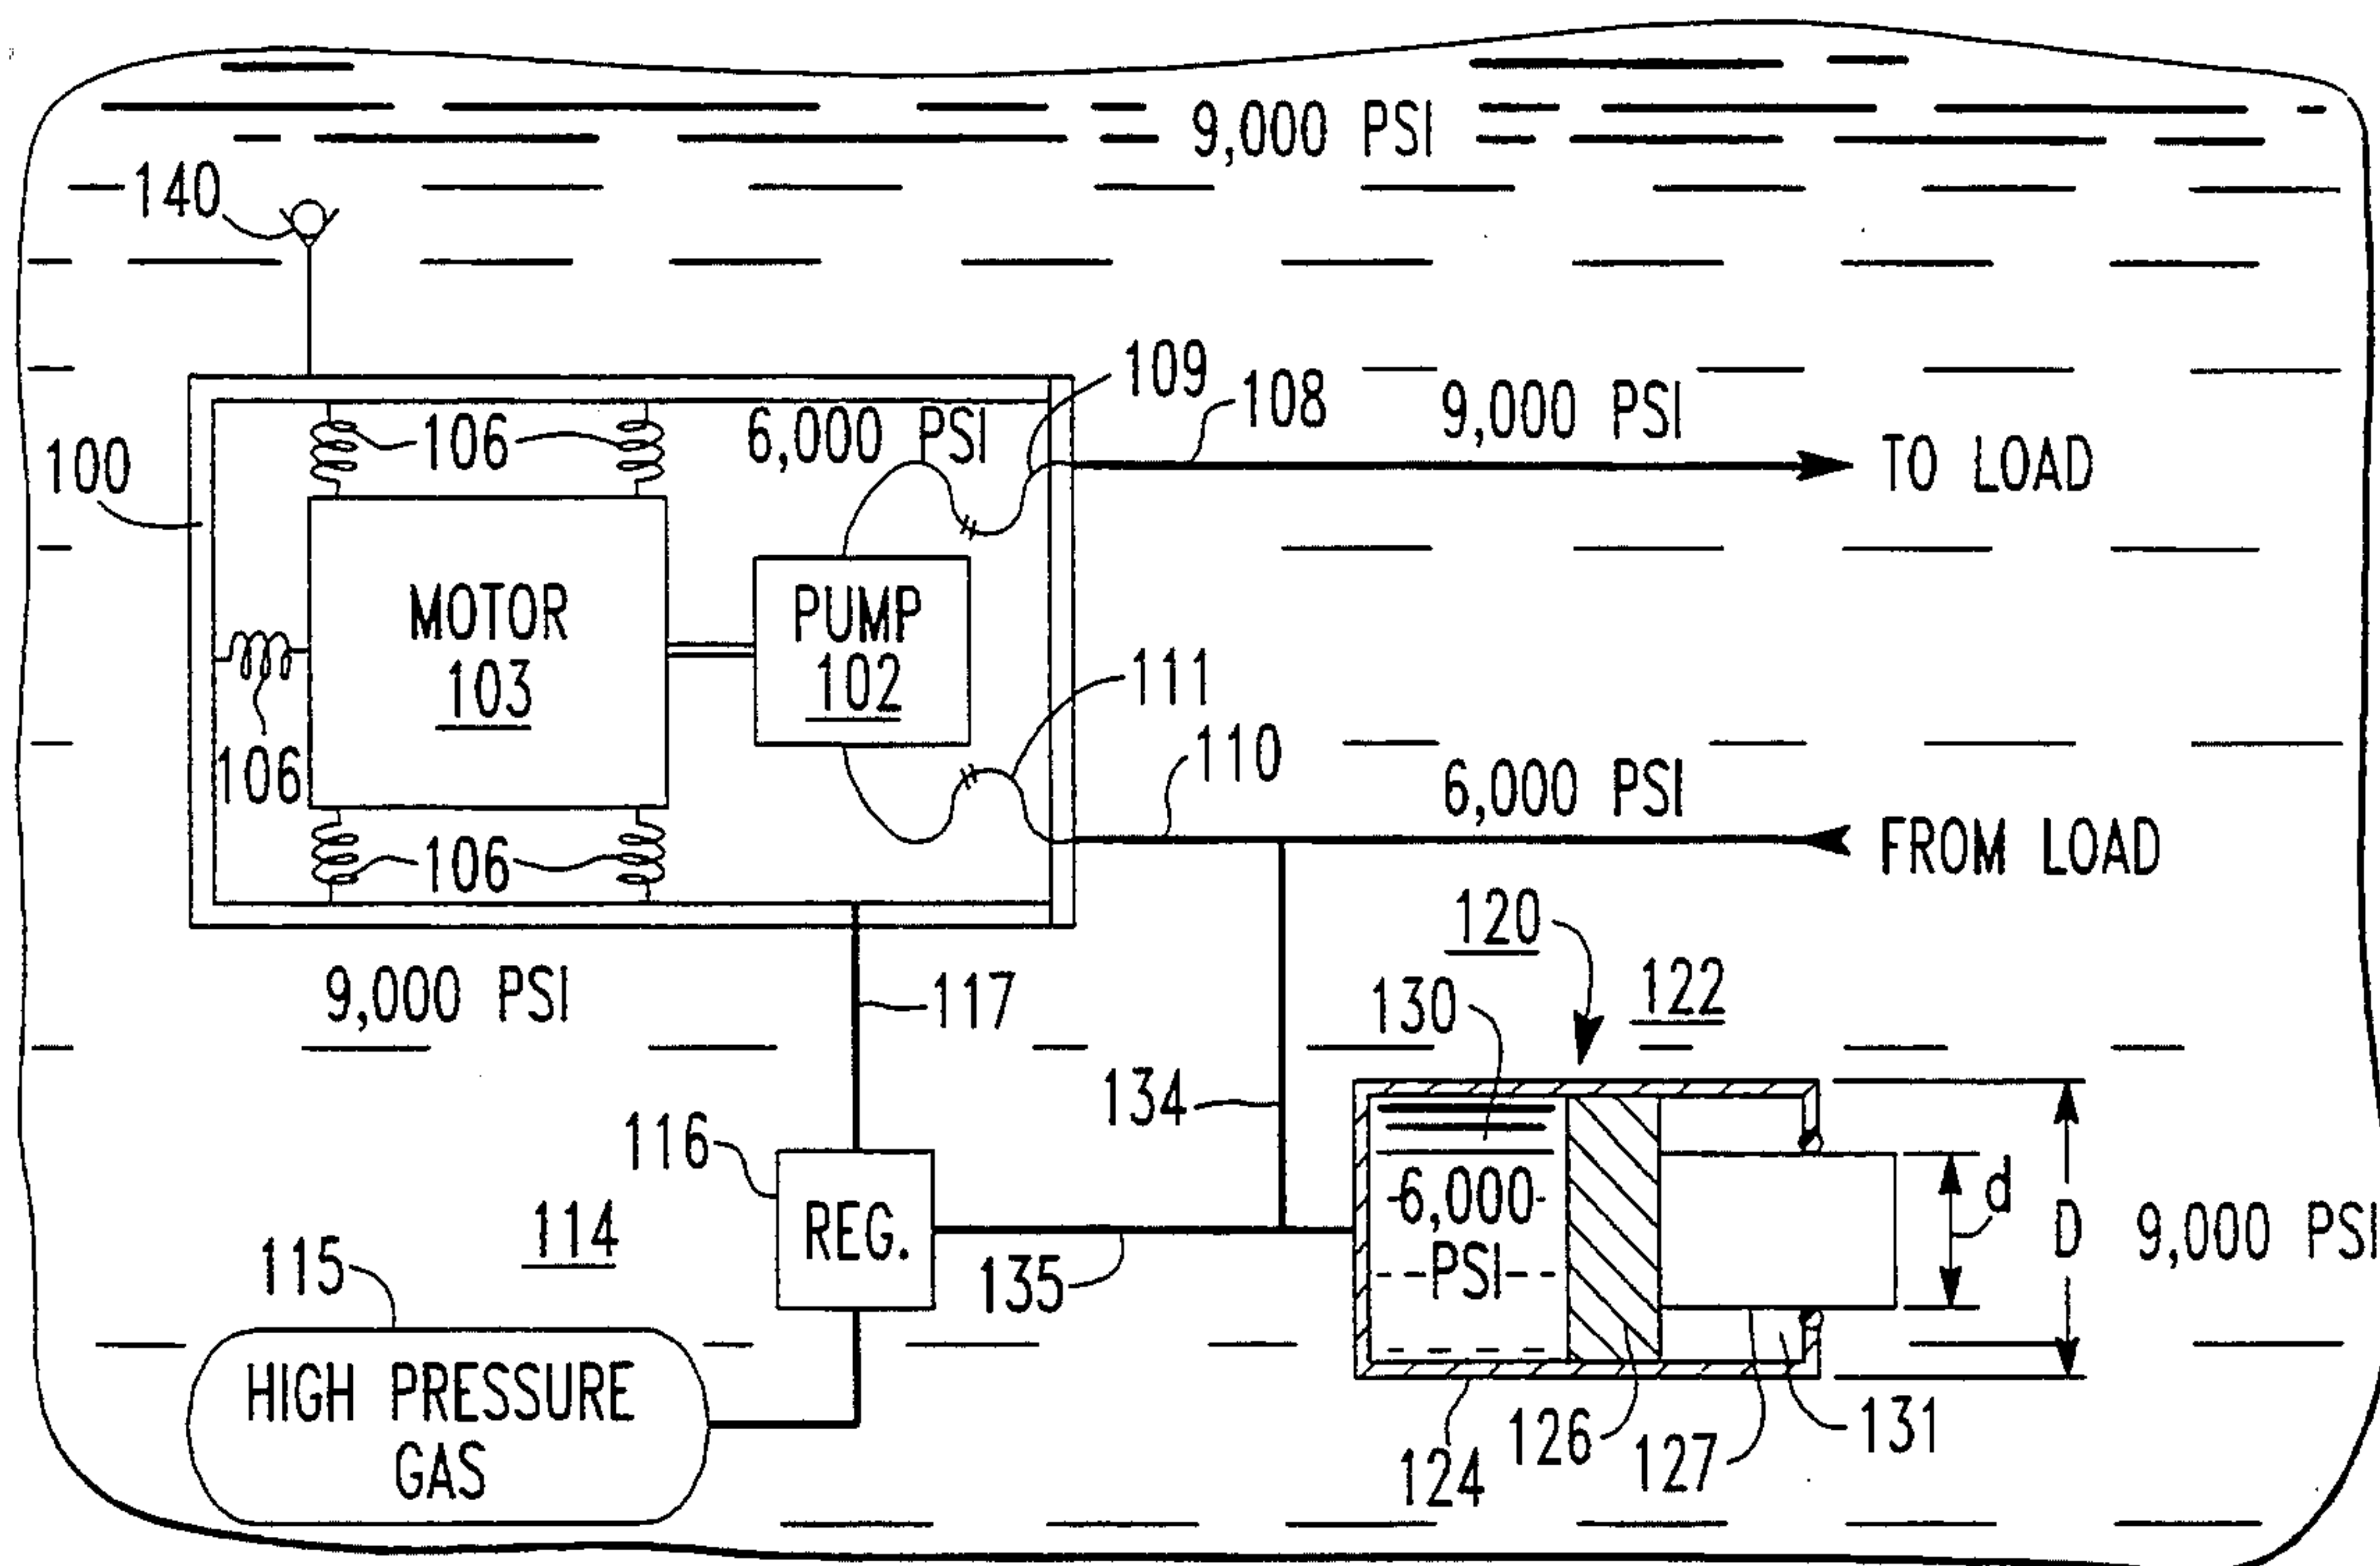 9,000 PSI
140
109
108
9,000 PSI
106
6,000 PSI
100
TO LOAD
MOTOR
103
PUMP
102
111
110
106
6,000 PSI
106
FROM LOAD
120
122
9,000 PSI
117
130
134
116
REG.
6,000
PSI
d
D
9,000 PSI
114
115
135
HIGH PRESSURE
GAS
131
126
127
124